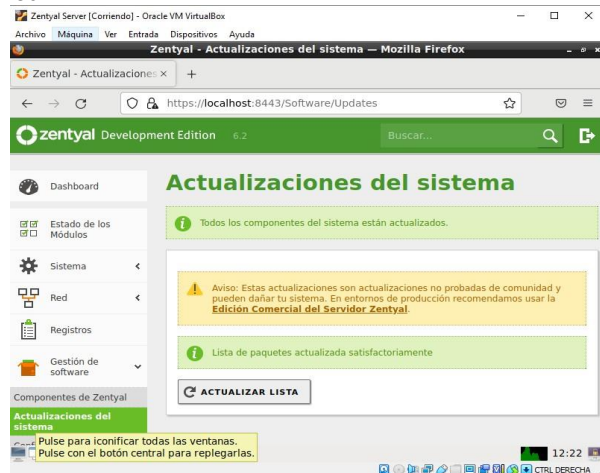 Zentyal Server [Corriendo] - Oracle VM VirtualBox
Archivo Máquina Ver Entrada Dispositivos Ayuda
Zentyal - Actualizaciones del sistema — Mozilla Firefox
Zentyal - Actualizaciones
https://localhost:8443/Software/Updates
zentyal Development Edition 6.2
Buscar...
Dashboard
Estado de los
Módulos
Sistema
Red
Registros
Gestión de
software
Componentes de Zentyal
Actualizaciones del
sistema
Actualizaciones del sistema
Todos los componentes del sistema están actualizados.
Aviso: Estas actualizaciones son actualizaciones no probadas de comunidad y
pueden dañar tu sistema. En entornos de producción recomendamos usar la
Edición Comercial del Servidor Zentyal.
Lista de paquetes actualizada satisfactoriamente
ACTUALIZAR LISTA
Pulse para iconificar todas las ventanas.
Pulse con el botón central para replegarlas.
12:22
CTRL DERECHA